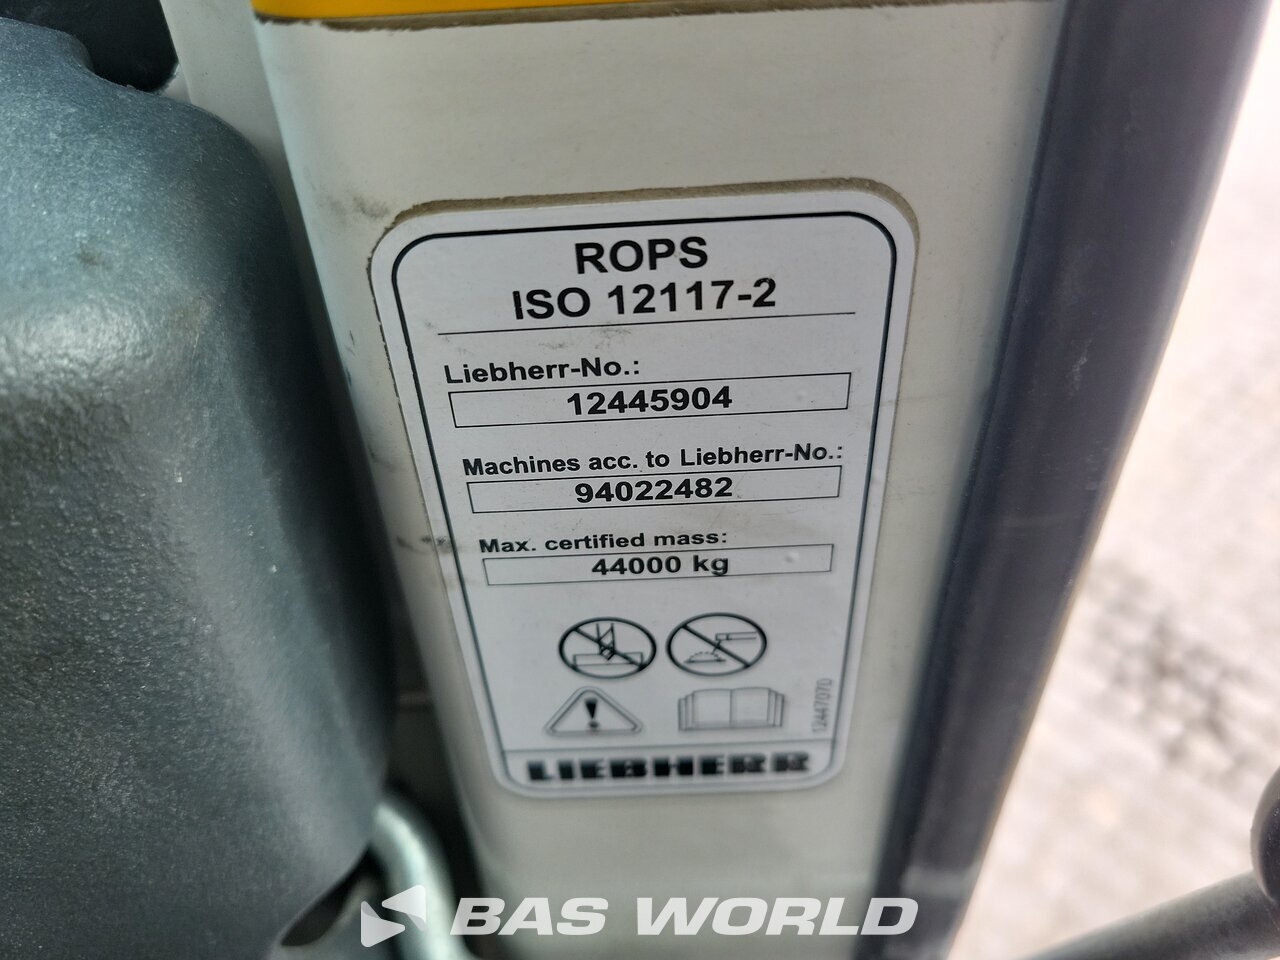 ROPS
ISO 12117-2
Liebherr-No.:
12445904
Machines acc. to Liebherr-No.:
94022482
Max. certified mass:
44000 kg
12447070
LIEBHERR
BAS WORLD